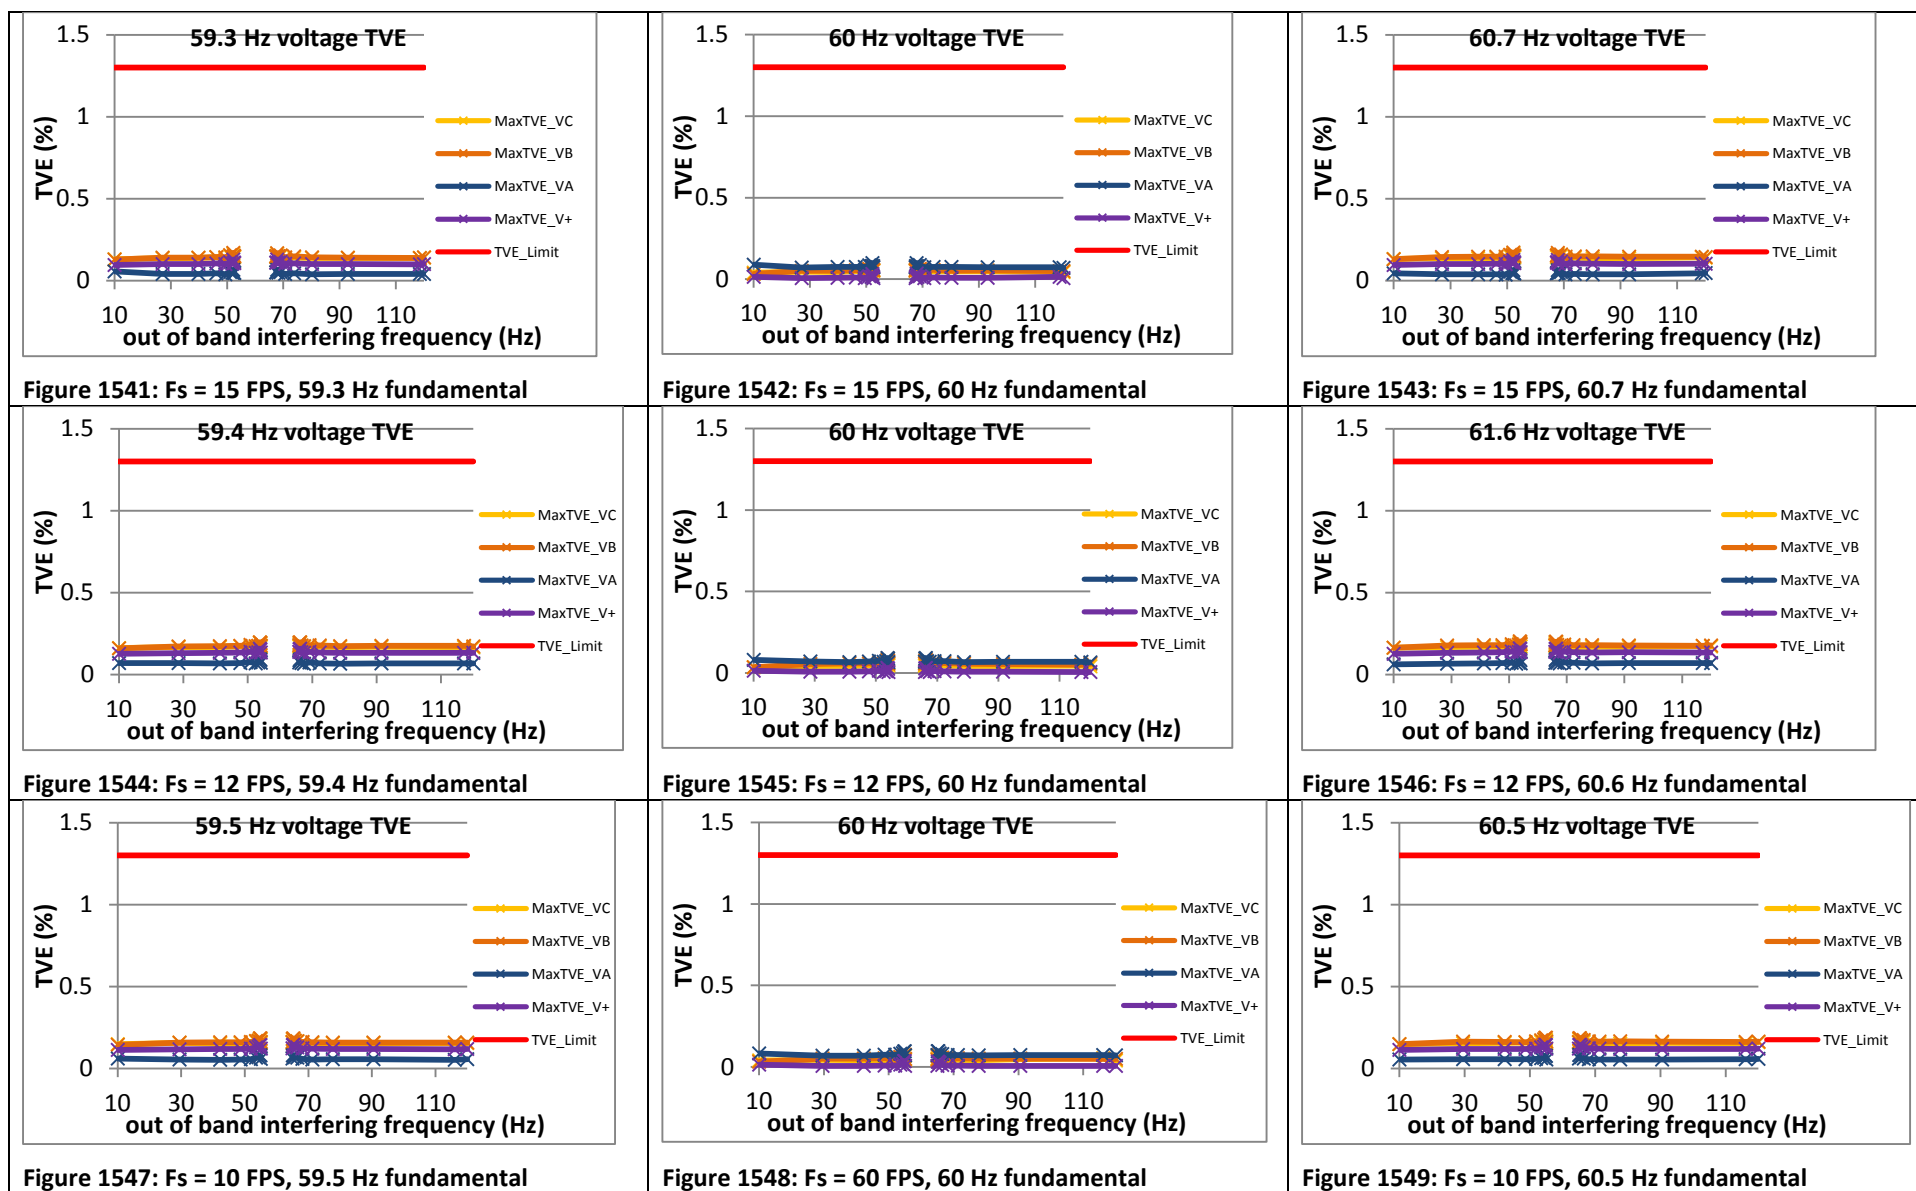 59.3 Hz voltage TVE
1.5
1
0.5
0
TVE (%)
10 30 50 70 90 110
out of band interfering frequency (Hz)
MaxTVE_VC
MaxTVE_VB
MaxTVE_VA
MaxTVE_V+
TVE_Limit
Figure 1541: Fs = 15 FPS, 59.3 Hz fundamental
60 Hz voltage TVE
1.5
1
0.5
0
TVE (%)
10 30 50 70 90 110
out of band interfering frequency (Hz)
MaxTVE_VC
MaxTVE_VB
MaxTVE_VA
MaxTVE_V+
TVE_Limit
Figure 1542: Fs = 15 FPS, 60 Hz fundamental
60.7 Hz voltage TVE
1.5
1
0.5
0
TVE (%)
10 30 50 70 90 110
out of band interfering frequency (Hz)
MaxTVE_VC
MaxTVE_VB
MaxTVE_VA
MaxTVE_V+
TVE_Limit
Figure 1543: Fs = 15 FPS, 60.7 Hz fundamental
59.4 Hz voltage TVE
1.5
1
0.5
0
TVE (%)
10 30 50 70 90 110
out of band interfering frequency (Hz)
MaxTVE_VC
MaxTVE_VB
MaxTVE_VA
MaxTVE_V+
TVE_Limit
Figure 1544: Fs = 12 FPS, 59.4 Hz fundamental
60 Hz voltage TVE
1.5
1
0.5
0
TVE (%)
10 30 50 70 90 110
out of band interfering frequency (Hz)
MaxTVE_VC
MaxTVE_VB
MaxTVE_VA
MaxTVE_V+
TVE_Limit
Figure 1545: Fs = 12 FPS, 60 Hz fundamental
61.6 Hz voltage TVE
1.5
1
0.5
0
TVE (%)
10 30 50 70 90 110
out of band interfering frequency (Hz)
MaxTVE_VC
MaxTVE_VB
MaxTVE_VA
MaxTVE_V+
TVE_Limit
Figure 1546: Fs = 12 FPS, 60.6 Hz fundamental
59.5 Hz voltage TVE
1.5
1
0.5
0
TVE (%)
10 30 50 70 90 110
out of band interfering frequency (Hz)
MaxTVE_VC
MaxTVE_VB
MaxTVE_VA
MaxTVE_V+
TVE_Limit
Figure 1547: Fs = 10 FPS, 59.5 Hz fundamental
60 Hz voltage TVE
1.5
1
0.5
0
TVE (%)
10 30 50 70 90 110
out of band interfering frequency (Hz)
MaxTVE_VC
MaxTVE_VB
MaxTVE_VA
MaxTVE_V+
TVE_Limit
Figure 1548: Fs = 60 FPS, 60 Hz fundamental
60.5 Hz voltage TVE
1.5
1
0.5
0
TVE (%)
10 30 50 70 90 110
out of band interfering frequency (Hz)
MaxTVE_VC
MaxTVE_VB
MaxTVE_VA
MaxTVE_V+
TVE_Limit
Figure 1549: Fs = 10 FPS, 60.5 Hz fundamental